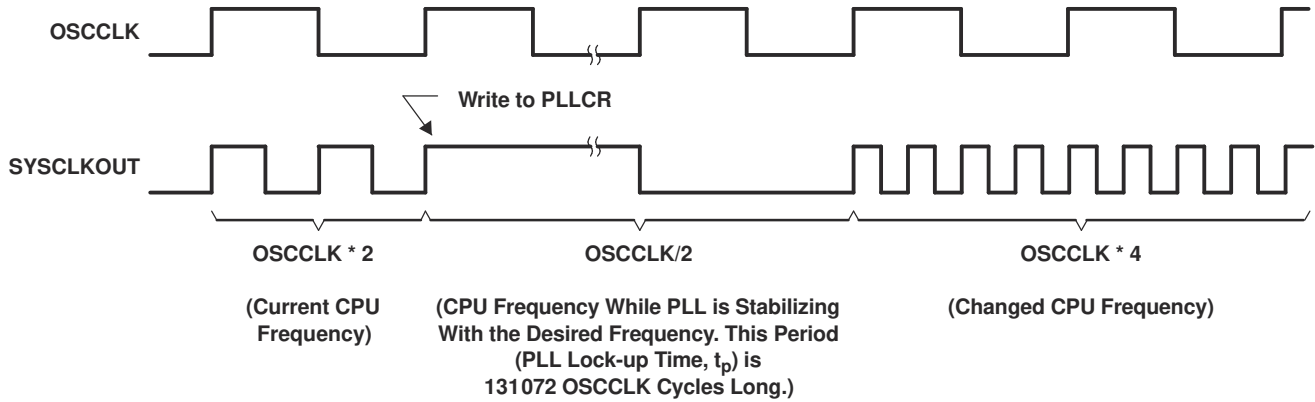 OSCCLK
Write to PLLCR
SYSCLKOUT
OSCCLK * 2
(Current CPU
Frequency)
OSCCLK/2
(CPU Frequency While PLL is Stabilizing
With the Desired Frequency. This Period
(PLL Lock-up Time, tp) is
131072 OSCCLK Cycles Long.)
OSCCLK * 4
(Changed CPU Frequency)